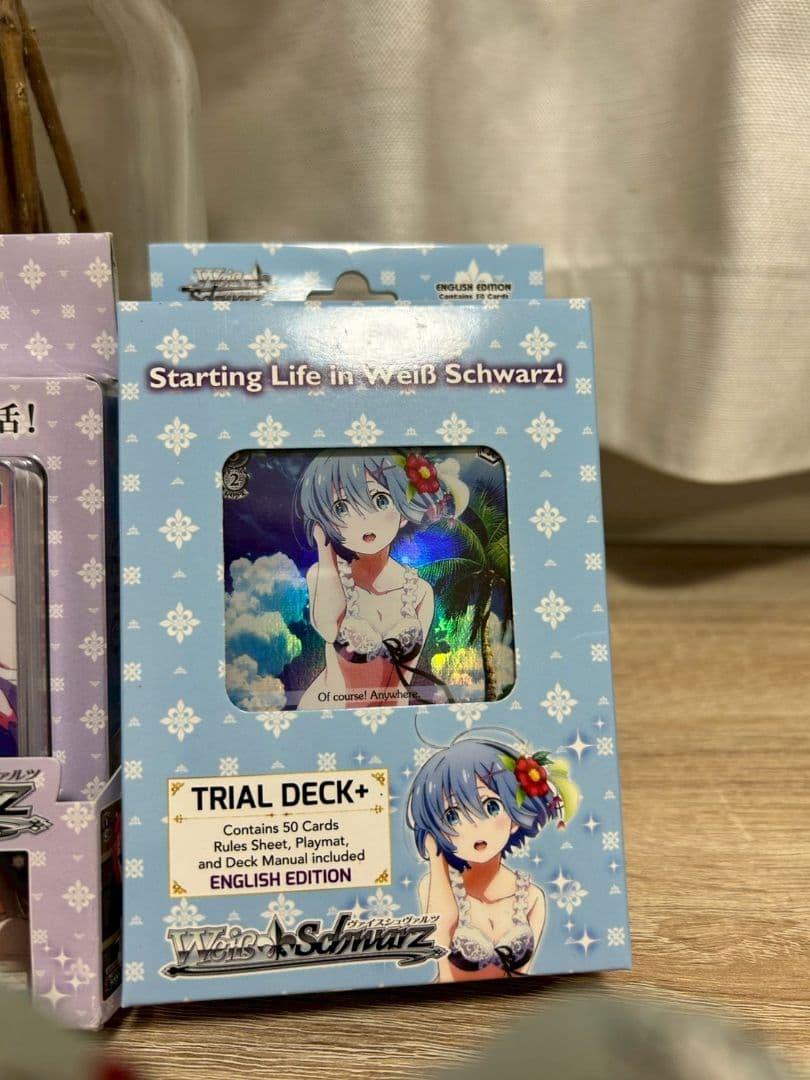 Weiß Schwarz
ENGLISH EDITION
Contains 50 Cards
Starting Life in Weiß Schwarz!
活!
2
Of course! Anywhere.
TRIAL DECK+
Contains 50 Cards
Rules Sheet, Playmat,
and Deck Manual included
ENGLISH EDITION
ヴァイスシュヴァルツ
Weiß Schwarz